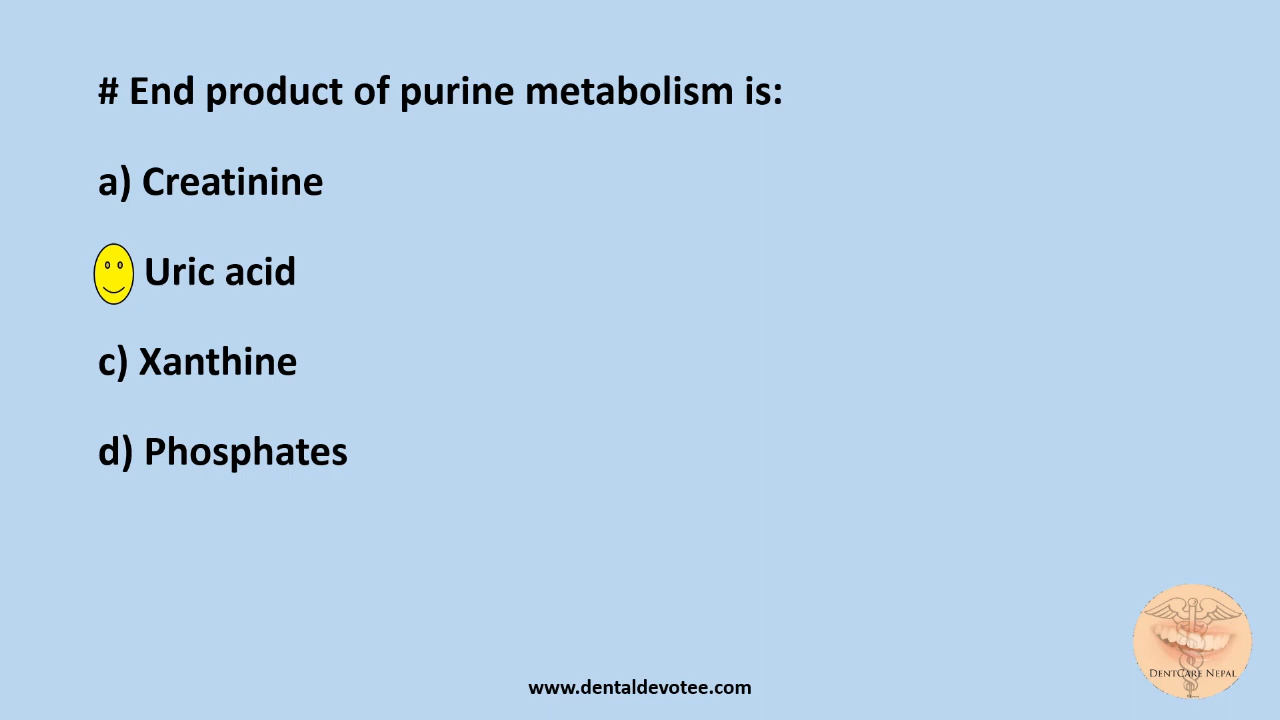 # End product of purine metabolism is:
a) Creatinine
Uric acid
c) Xanthine
d) Phosphates
DentCare Nepal
www.dentaldevotee.com